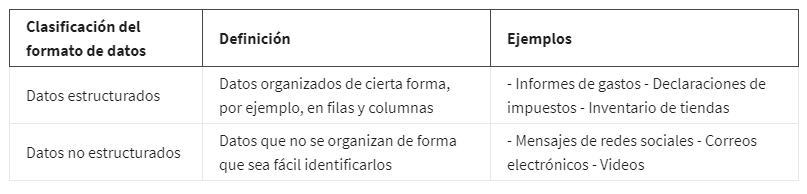 Clasificación del formato de datos
Definición
Ejemplos
Datos estructurados
Datos organizados de cierta forma,
por ejemplo, en filas y columnas
- Informes de gastos - Declaraciones de
impuestos - Inventario de tiendas
Datos no estructurados
Datos que no se organizan de forma
que sea fácil identificarlos
- Mensajes de redes sociales - Correos
electrónicos - Videos